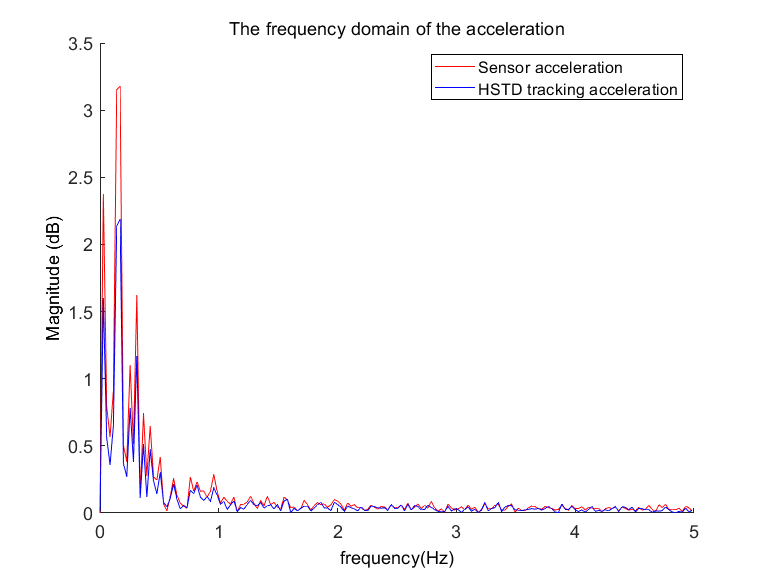 The frequency domain of the acceleration
Sensor acceleration
HSTD tracking acceleration
Magnitude (dB)
3.5
3
2.5
2
1.5
1
0.5
0
0 1 2 3 4 5
frequency(Hz)